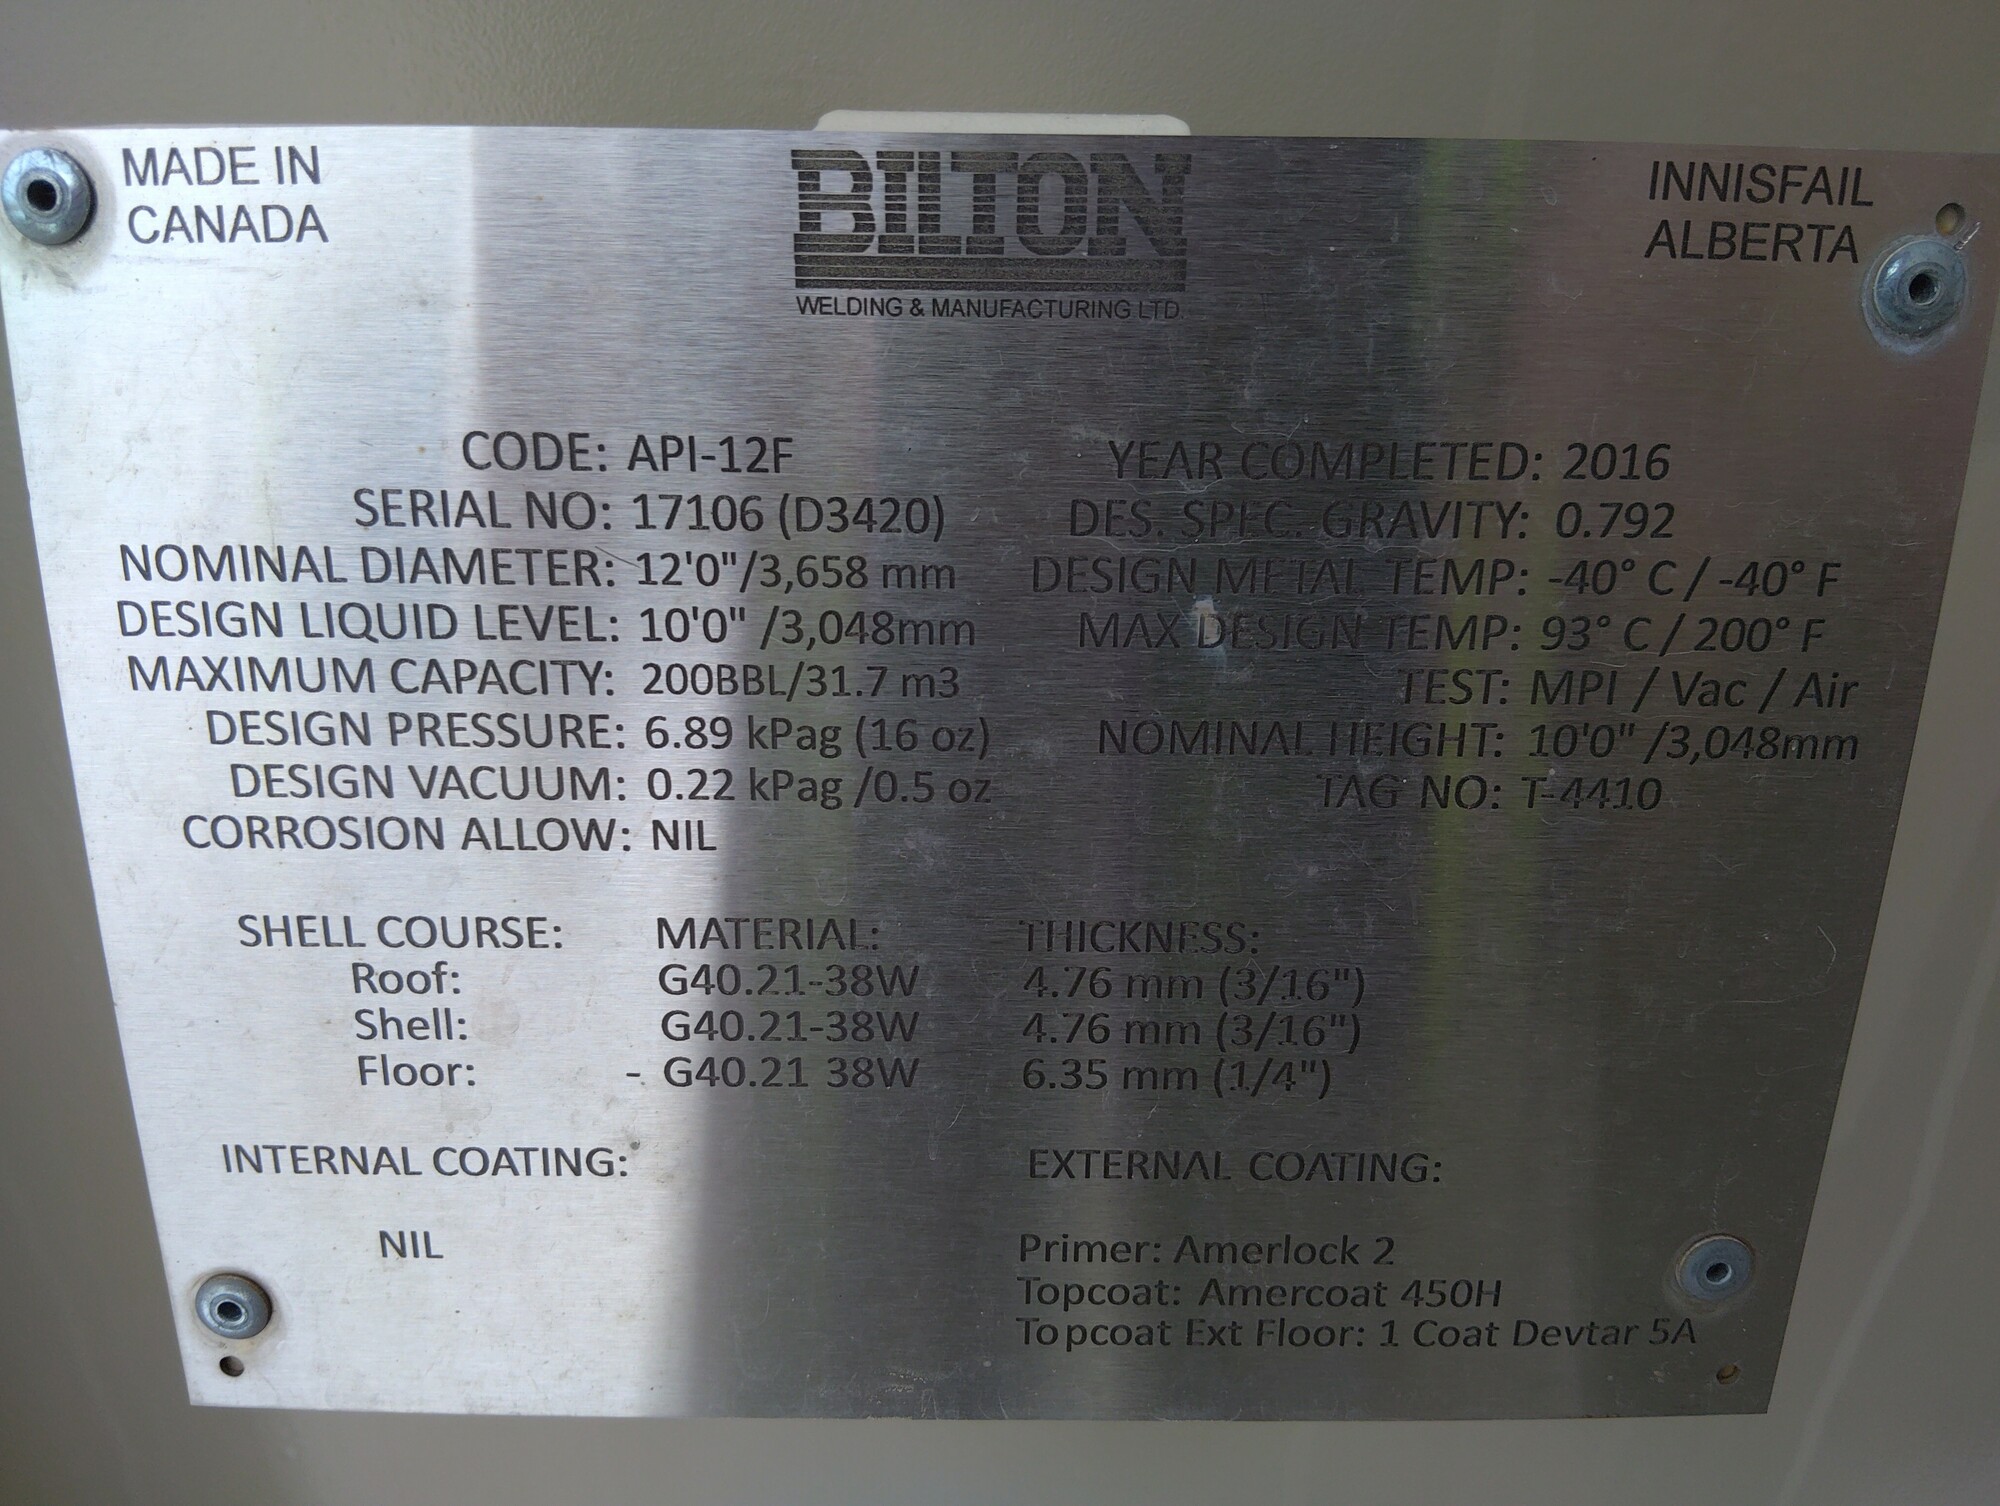 MADE IN
CANADA
BILTON
WELDING & MANUFACTURING LTD.
INNISFAIL
ALBERTA
CODE: API-12F
SERIAL NO: 17106 (D3420)
NOMINAL DIAMETER: 12'0"/3,658 mm
DESIGN LIQUID LEVEL: 10'0" /3,048mm
MAXIMUM CAPACITY: 200BBL/31.7 m3
DESIGN PRESSURE: 6.89 kPag (16 oz)
DESIGN VACUUM: 0.22 kPag /0.5 oz
CORROSION ALLOW: NIL
YEAR COMPLETED: 2016
DES. SPEC. GRAVITY: 0.792
DESIGN METAL TEMP: -40° C / -40° F
MAX DESIGN TEMP: 93° C / 200° F
TEST: MPI / Vac / Air
NOMINAL HEIGHT: 10'0" /3,048mm
TAG NO: T-4410
SHELL COURSE: MATERIAL: THICKNESS:
Roof: G40.21-38W 4.76 mm (3/16")
Shell: G40.21-38W 4.76 mm (3/16")
Floor: - G40.21 38W 6.35 mm (1/4")
INTERNAL COATING:
NIL
EXTERNAL COATING:
Primer: Amerlock 2
Topcoat: Amercoat 450H
Topcoat Ext Floor: 1 Coat Devtar 5A